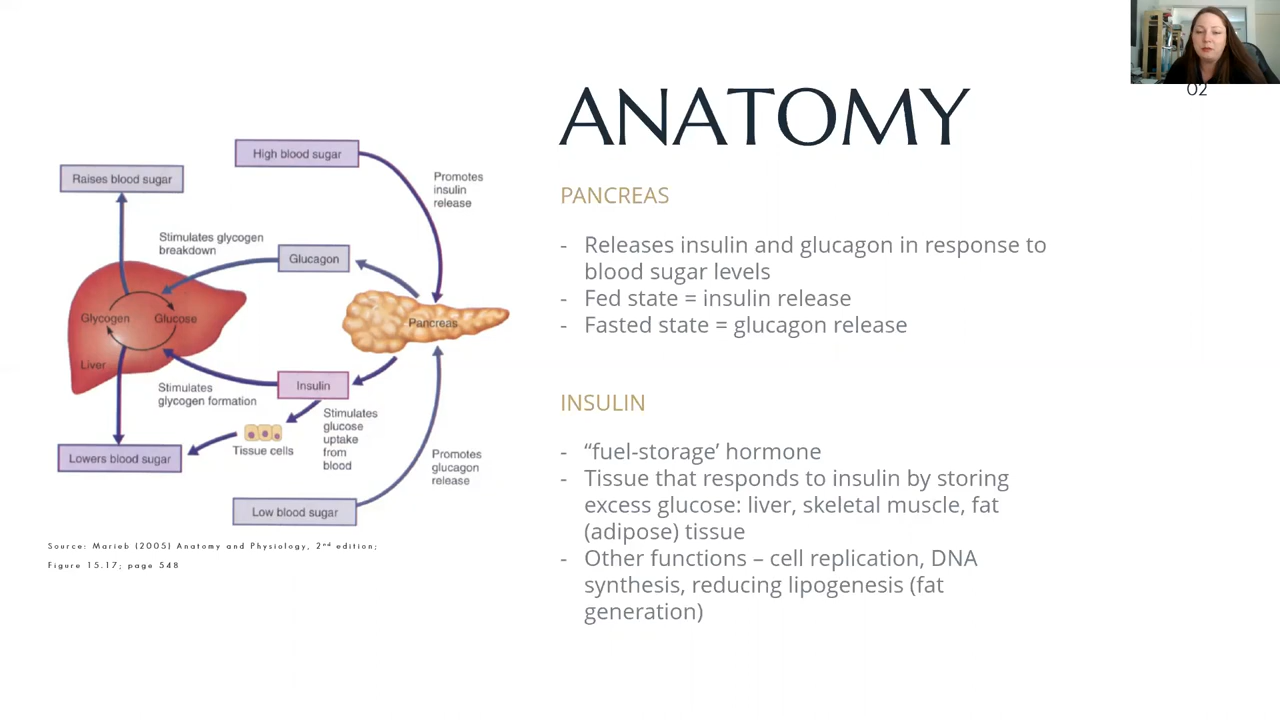 02
ANATOMY
High blood sugar
Raises blood sugar
Promotes
insulin
release
Stimulates glycogen
breakdown
Glucagon
Glycogen
Glucose
Pancreas
Liver
Insulin
Stimulates
glycogen formation
Stimulates
glucose
uptake
from
blood
Tissue cells
Lowers blood sugar
Promotes
glucagon
release
Low blood sugar
Source: Marieb (2005) Anatomy and Physiology, 2nd edition;
Figure 15.17; page 548
PANCREAS
- Releases insulin and glucagon in response to
blood sugar levels
- Fed state = insulin release
- Fasted state = glucagon release
INSULIN
- “fuel-storage’ hormone
- Tissue that responds to insulin by storing
excess glucose: liver, skeletal muscle, fat
(adipose) tissue
- Other functions – cell replication, DNA
synthesis, reducing lipogenesis (fat
generation)